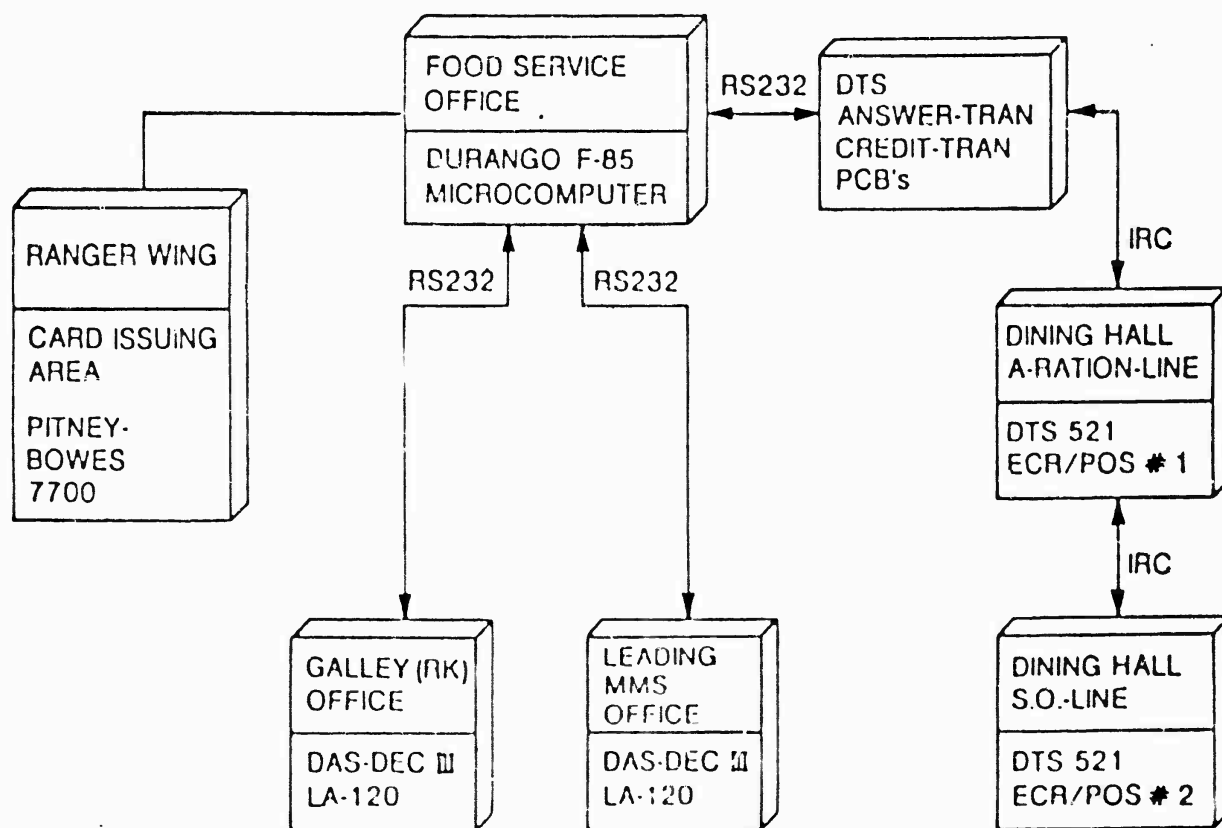 FOOD SERVICE
OFFICE
DURANGO F-85
MICROCOMPUTER
RS232
DTS
ANSWER-TRAN
CREDIT-TRAN
PCB's
IRC
RANGER WING
CARD ISSUING
AREA
PITNEY-
BOWES
7700
RS232
RS232
DINING HALL
A-RATION-LINE
DTS 521
ECR/POS # 1
IRC
GALLEY (RK)
OFFICE
DAS-DEC III
LA-120
LEADING
MMS
OFFICE
DAS-DEC III
LA-120
DINING HALL
S.O.-LINE
DTS 521
ECR/POS # 2